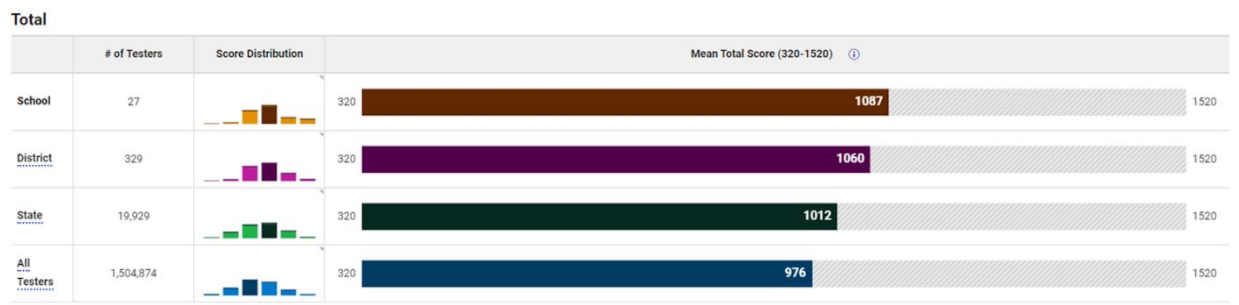 Total
# of Testers Score Distribution Mean Total Score (320-1520)
School 27 320 1087 1520
District 329 320 1060 1520
State 19,929 320 1012 1520
All
Testers 1,504,874 320 976 1520